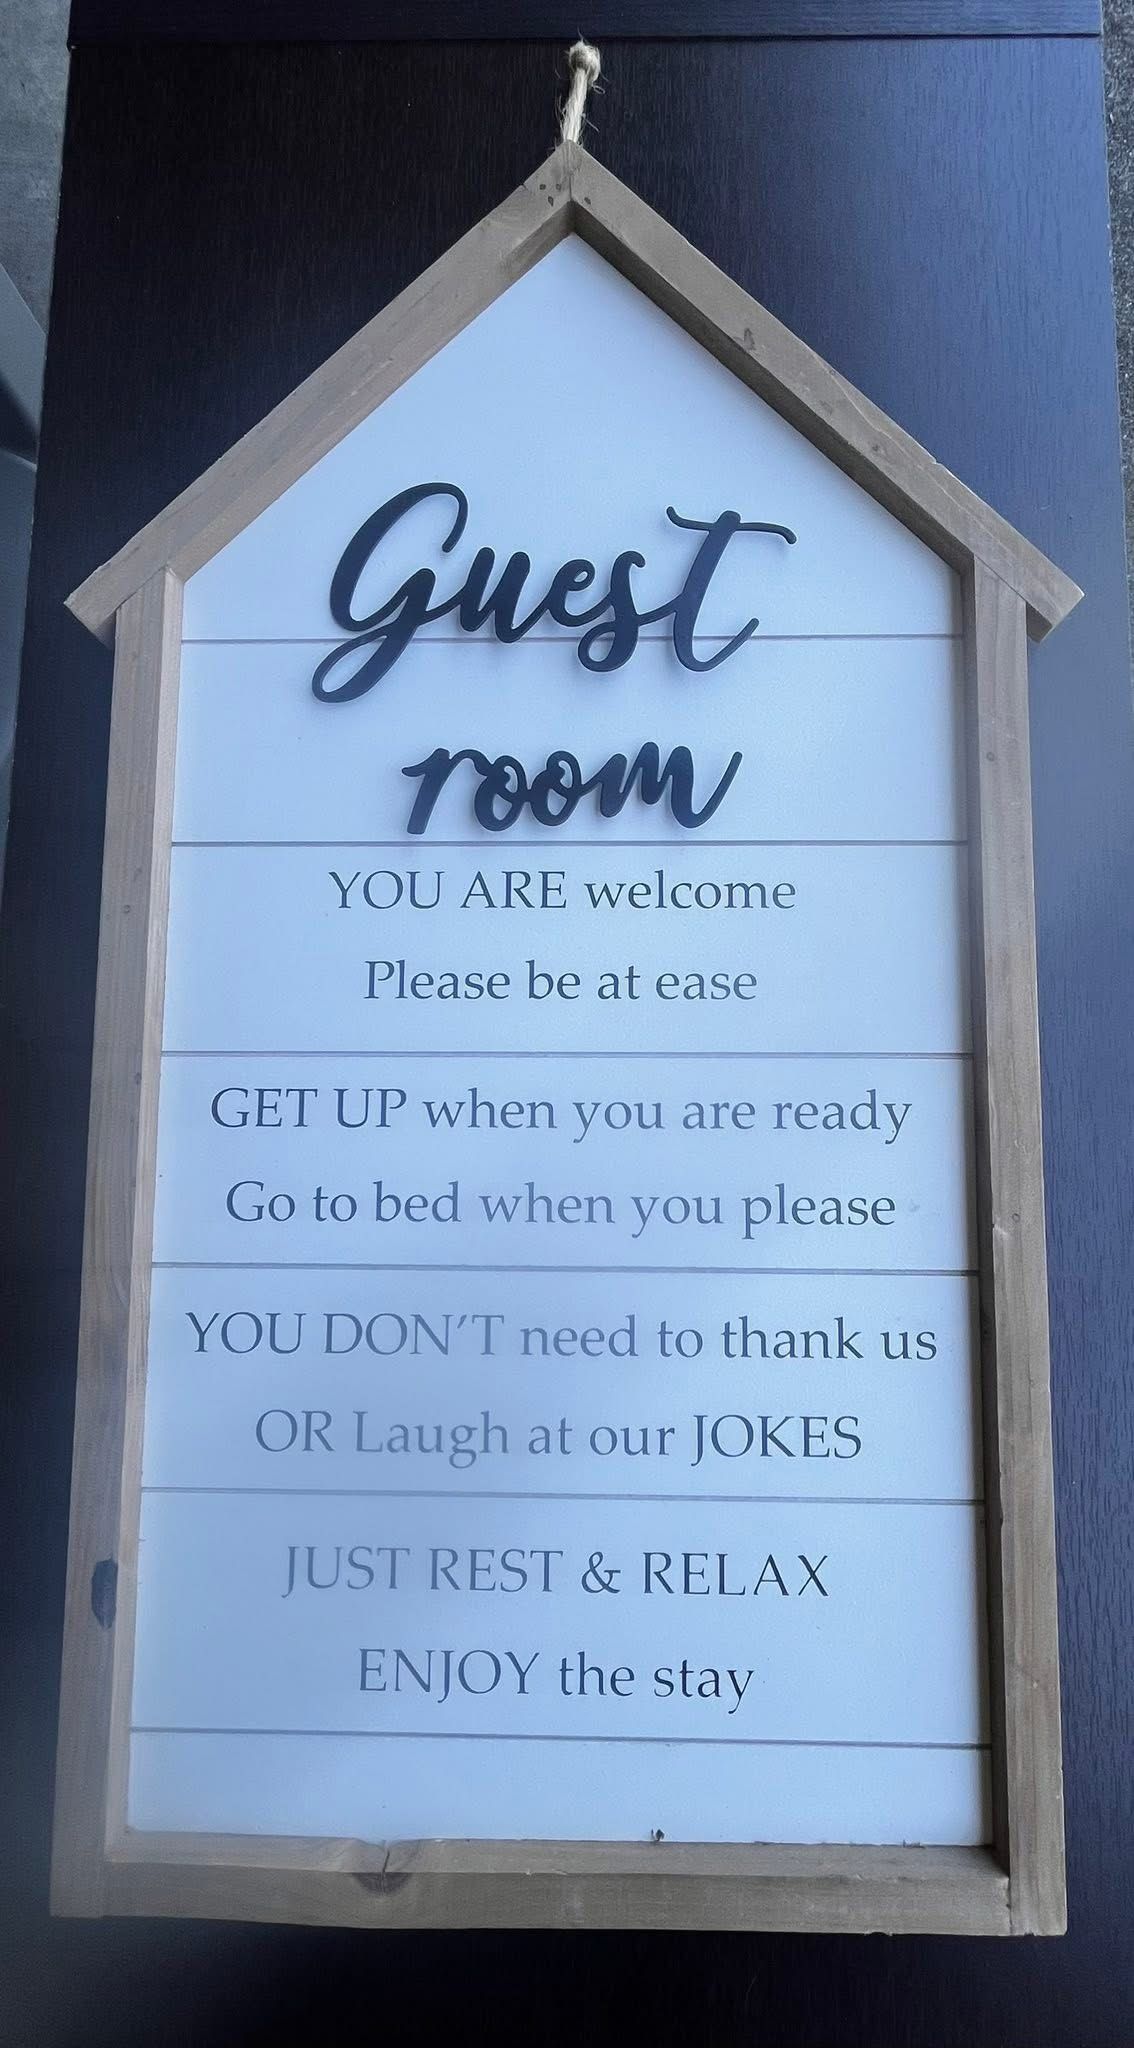 Guest
room
YOU ARE welcome
Please be at ease
GET UP when you are ready
Go to bed when you please
YOU DON'T need to thank us
OR Laugh at our JOKES
JUST REST & RELAX
ENJOY the stay